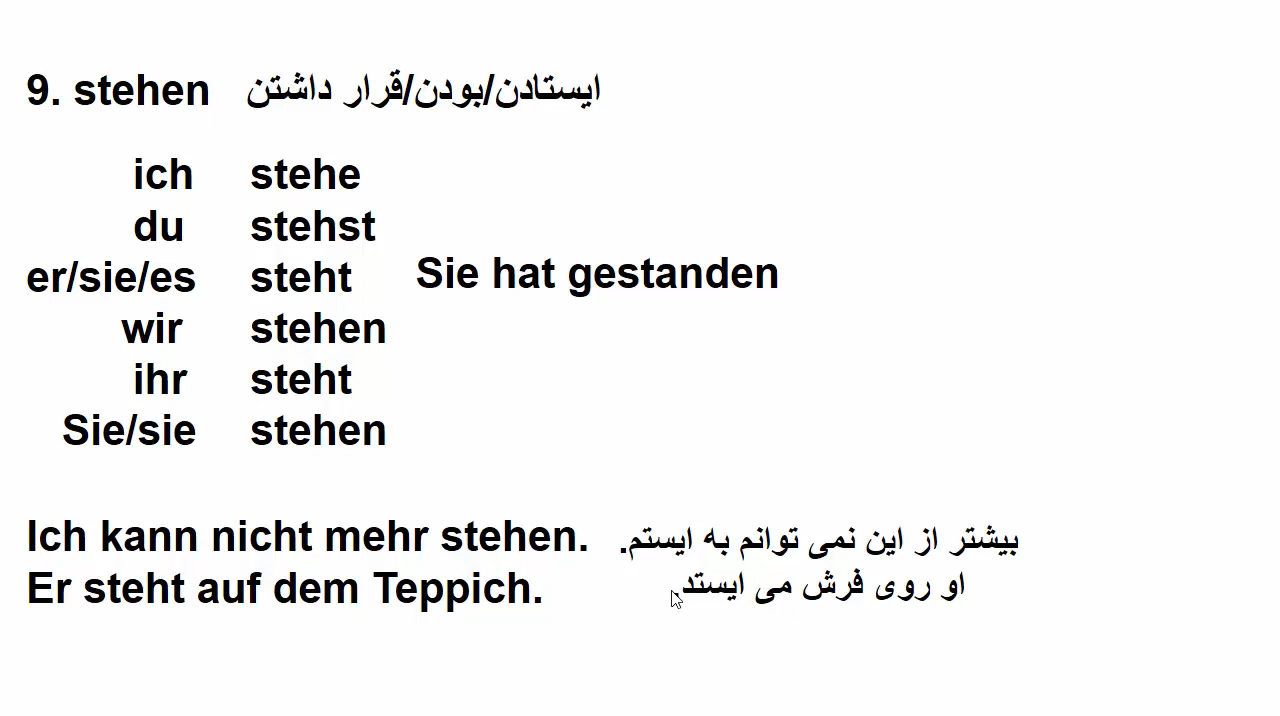 9. stehen ایستادن/بودن/قرار داشتن
ich stehe
du stehst
er/sie/es steht Sie hat gestanden
wir stehen
ihr steht
Sie/sie stehen
Ich kann nicht mehr stehen. بیشتر از این نمی توانم به ایستم.
Er steht auf dem Teppich. او روی فرش می ایستد.